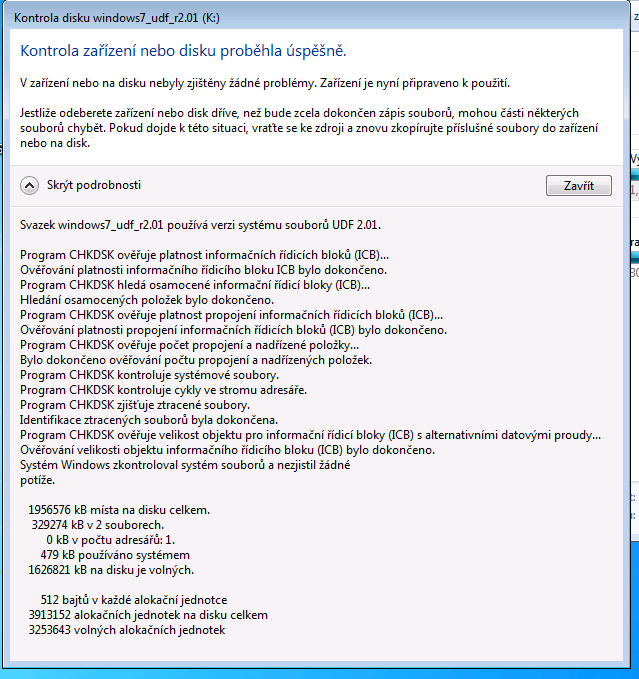 Kontrola disku windows7_udf_r2.01 (K:)
Kontrola zařízení nebo disku proběhla úspěšně.
V zařízení nebo na disku nebyly zjištěny žádné problémy. Zařízení je nyní připraveno k použití.
Jestliže odeberete zařízení nebo disk dříve, než bude zcela dokončen zápis souborů, mohou části některých
souborů chybět. Pokud dojde k této situaci, vraťte se ke zdroji a znovu zkopírujte příslušné soubory do zařízení
nebo na disk.
Skrýt podrobnosti
Zavřít
Svazek windows7_udf_r2.01 používá verzi systému souborů UDF 2.01.
Program CHKDSK ověřuje platnost informačních řídicích bloků (ICB)...
Ověřování platnosti informačního řídicího bloku ICB bylo dokončeno.
Program CHKDSK hledá osamocené informační řídicí bloky (ICB)...
Hledání osamocených položek bylo dokončeno.
Program CHKDSK ověřuje platnost propojení informačních řídicích bloků (ICB)...
Ověřování platnosti propojení informačních řídicích bloků (ICB) bylo dokončeno.
Program CHKDSK ověřuje počet propojení a nadřízené položky...
Bylo dokončeno ověřování počtu propojení a nadřízených položek.
Program CHKDSK kontroluje systémové soubory.
Program CHKDSK kontroluje cykly ve stromu adresáře.
Program CHKDSK zjišťuje ztracené soubory.
Identifikace ztracených souborů byla dokončena.
Program CHKDSK ověřuje velikost objektu pro informační řídicí bloky (ICB) s alternativními datovými proudy...
Ověřování velikosti objektu informačního řídicího bloku (ICB) bylo dokončeno.
Systém Windows zkontroloval systém souborů a nezjistil žádné
potíže.
1956576 kB místa na disku celkem.
329274 kB v 2 souborech.
0 kB v počtu adresářů: 1.
479 kB používáno systémem
1626821 kB na disku je volných.
512 bajtů v každé alokační jednotce
3913152 alokačních jednotek na disku celkem
3253643 volných alokačních jednotek